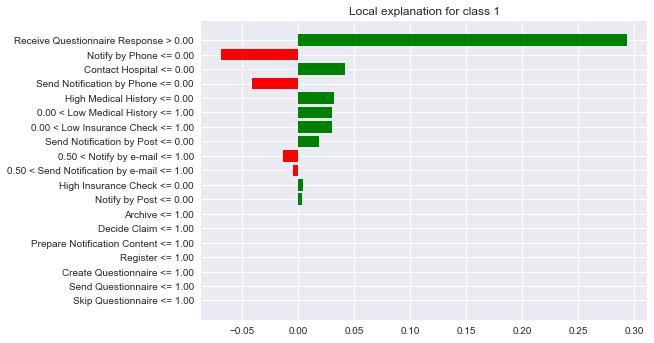 Local explanation for class 1
Receive Questionnaire Response > 0.00
Notify by Phone <= 0.00
Contact Hospital <= 0.00
Send Notification by Phone <= 0.00
High Medical History <= 0.00
0.00 < Low Medical History <= 1.00
0.00 < Low Insurance Check <= 1.00
Send Notification by Post <= 0.00
0.50 < Notify by e-mail <= 1.00
0.50 < Send Notification by e-mail <= 1.00
High Insurance Check <= 0.00
Notify by Post <= 0.00
Archive <= 1.00
Decide Claim <= 1.00
Prepare Notification Content <= 1.00
Register <= 1.00
Create Questionnaire <= 1.00
Send Questionnaire <= 1.00
Skip Questionnaire <= 1.00
−0.05 0.00 0.05 0.10 0.15 0.20 0.25 0.30